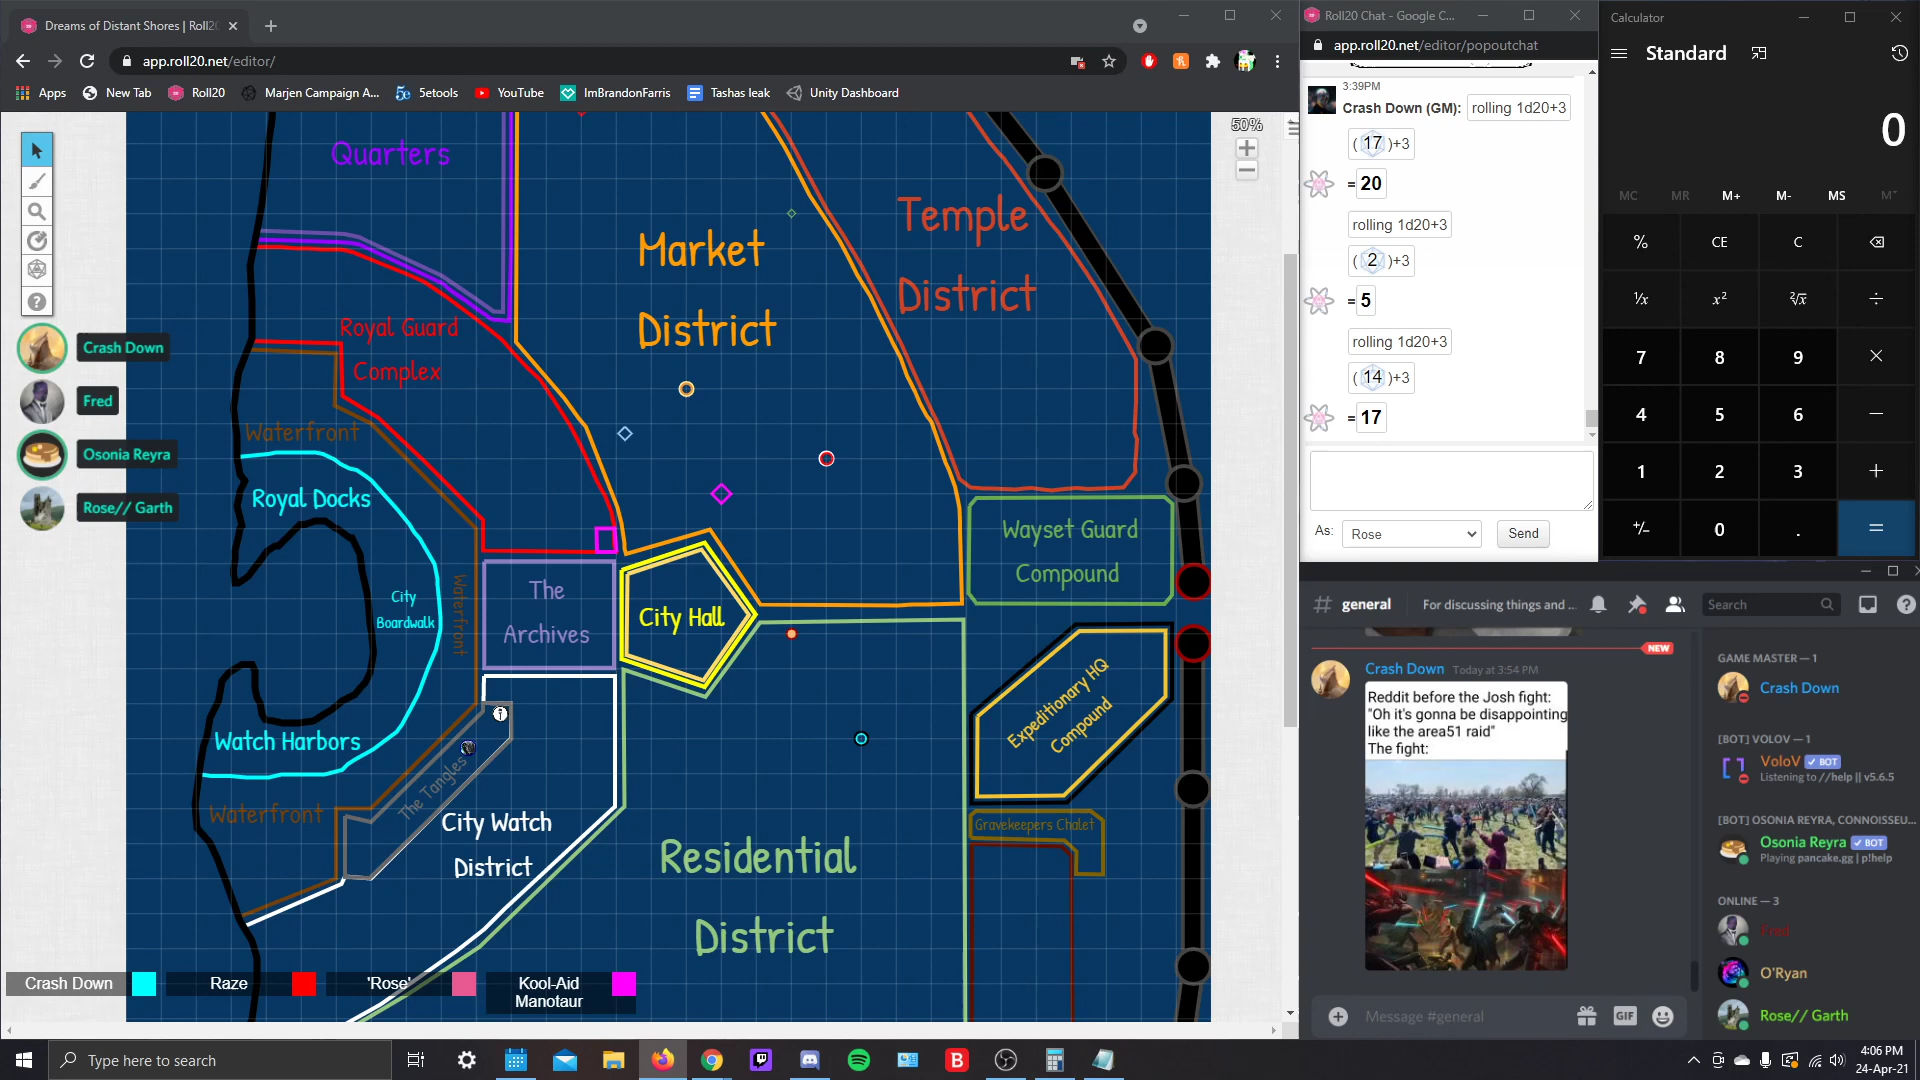 Dreams of Distant Shores | Roll20
app.roll20.net/editor/
Apps
New Tab
Roll20
Marjen Campaign A...
5etools
YouTube
ImBrandonFarris
Tashas leak
Unity Dashboard
50%
Quarters
Market
District
Temple
District
Royal Guard
Complex
Waterfront
Royal Docks
City
Boardwalk
Waterfront
The
Archives
City Hall
Wayset Guard
Compound
Expeditionary HQ
Compound
Watch Harbors
The Tangles
Waterfront
City Watch
District
Residential
District
Gravekeepers Chalet
Crash Down
Fred
Osonia Reyra
Rose// Garth
Crash Down
Raze
'Rose'
Kool-Aid
Manotaur
Roll20 Chat - Google C...
app.roll20.net/editor/popoutchat
3:39PM
Crash Down (GM): rolling 1d20+3
(17)+3
=20
rolling 1d20+3
(2)+3
=5
rolling 1d20+3
(14)+3
=17
As: Rose
Send
Calculator
Standard
0
MC MR M+ M- MS M˅
% CE C
¹/x x² ²√x ÷
7 8 9 ×
4 5 6 −
1 2 3 +
+/- 0 . =
# general
For discussing things and ...
Search
NEW
Crash Down Today at 3:54 PM
Reddit before the Josh fight:
"Oh it's gonna be disappointing
like the area51 raid"
The fight:
Message #general
GIF
GAME MASTER — 1
Crash Down
[BOT] VOLOV — 1
VoloV ✓ BOT
Listening to //help || v5.6.5
[BOT] OSONIA REYRA, CONNOISSEU...
Osonia Reyra ✓ BOT
Playing pancake.gg | p!help
ONLINE — 3
Fred
O'Ryan
Rose// Garth
Type here to search
4:06 PM
24-Apr-21